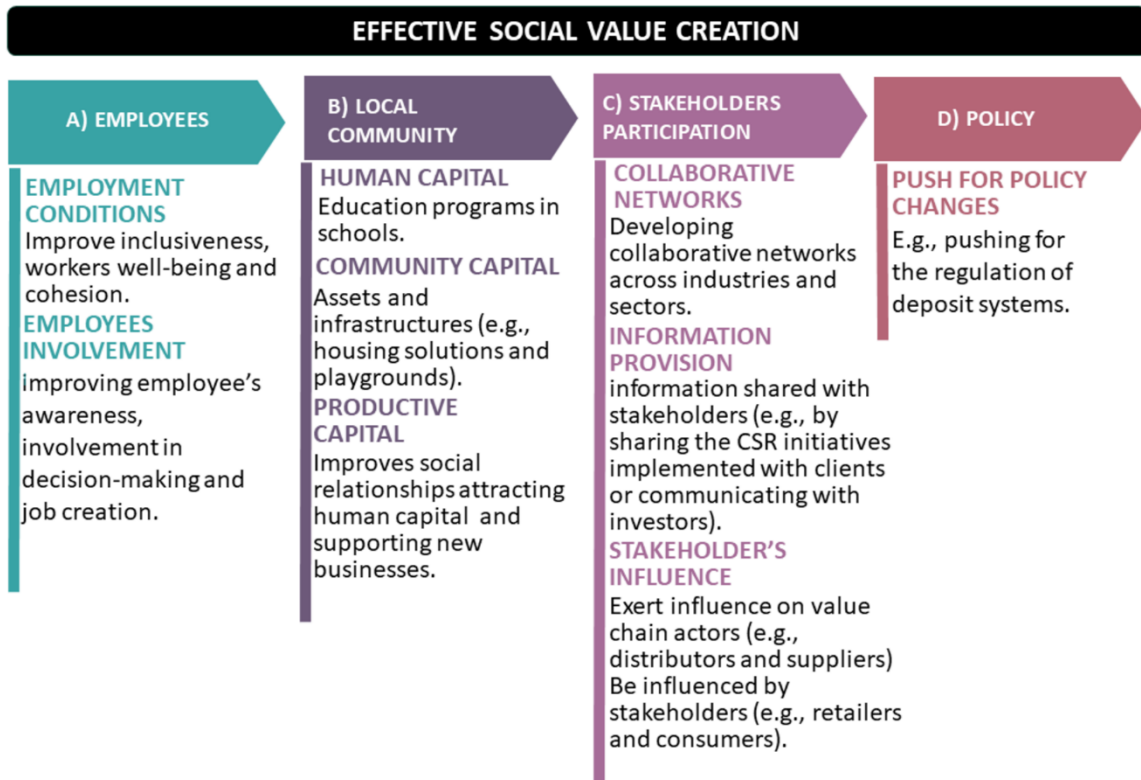 EFFECTIVE SOCIAL VALUE CREATION
A) EMPLOYEES
EMPLOYMENT
CONDITIONS
Improve inclusiveness,
workers well-being and
cohesion.
EMPLOYEES
INVOLVEMENT
improving employee’s
awareness,
involvement in
decision-making and
job creation.
B) LOCAL
COMMUNITY
HUMAN CAPITAL
Education programs in
schools.
COMMUNITY CAPITAL
Assets and
infrastructures (e.g.,
housing solutions and
playgrounds).
PRODUCTIVE
CAPITAL
Improves social
relationships attracting
human capital and
supporting new
businesses.
C) STAKEHOLDERS
PARTICIPATION
COLLABORATIVE
NETWORKS
Developing
collaborative networks
across industries and
sectors.
INFORMATION
PROVISION
information shared with
stakeholders (e.g., by
sharing the CSR initiatives
implemented with clients
or communicating with
investors).
STAKEHOLDER’S
INFLUENCE
Exert influence on value
chain actors (e.g.,
distributors and suppliers)
Be influenced by
stakeholders (e.g., retailers
and consumers).
D) POLICY
PUSH FOR POLICY
CHANGES
E.g., pushing for
the regulation of
deposit systems.